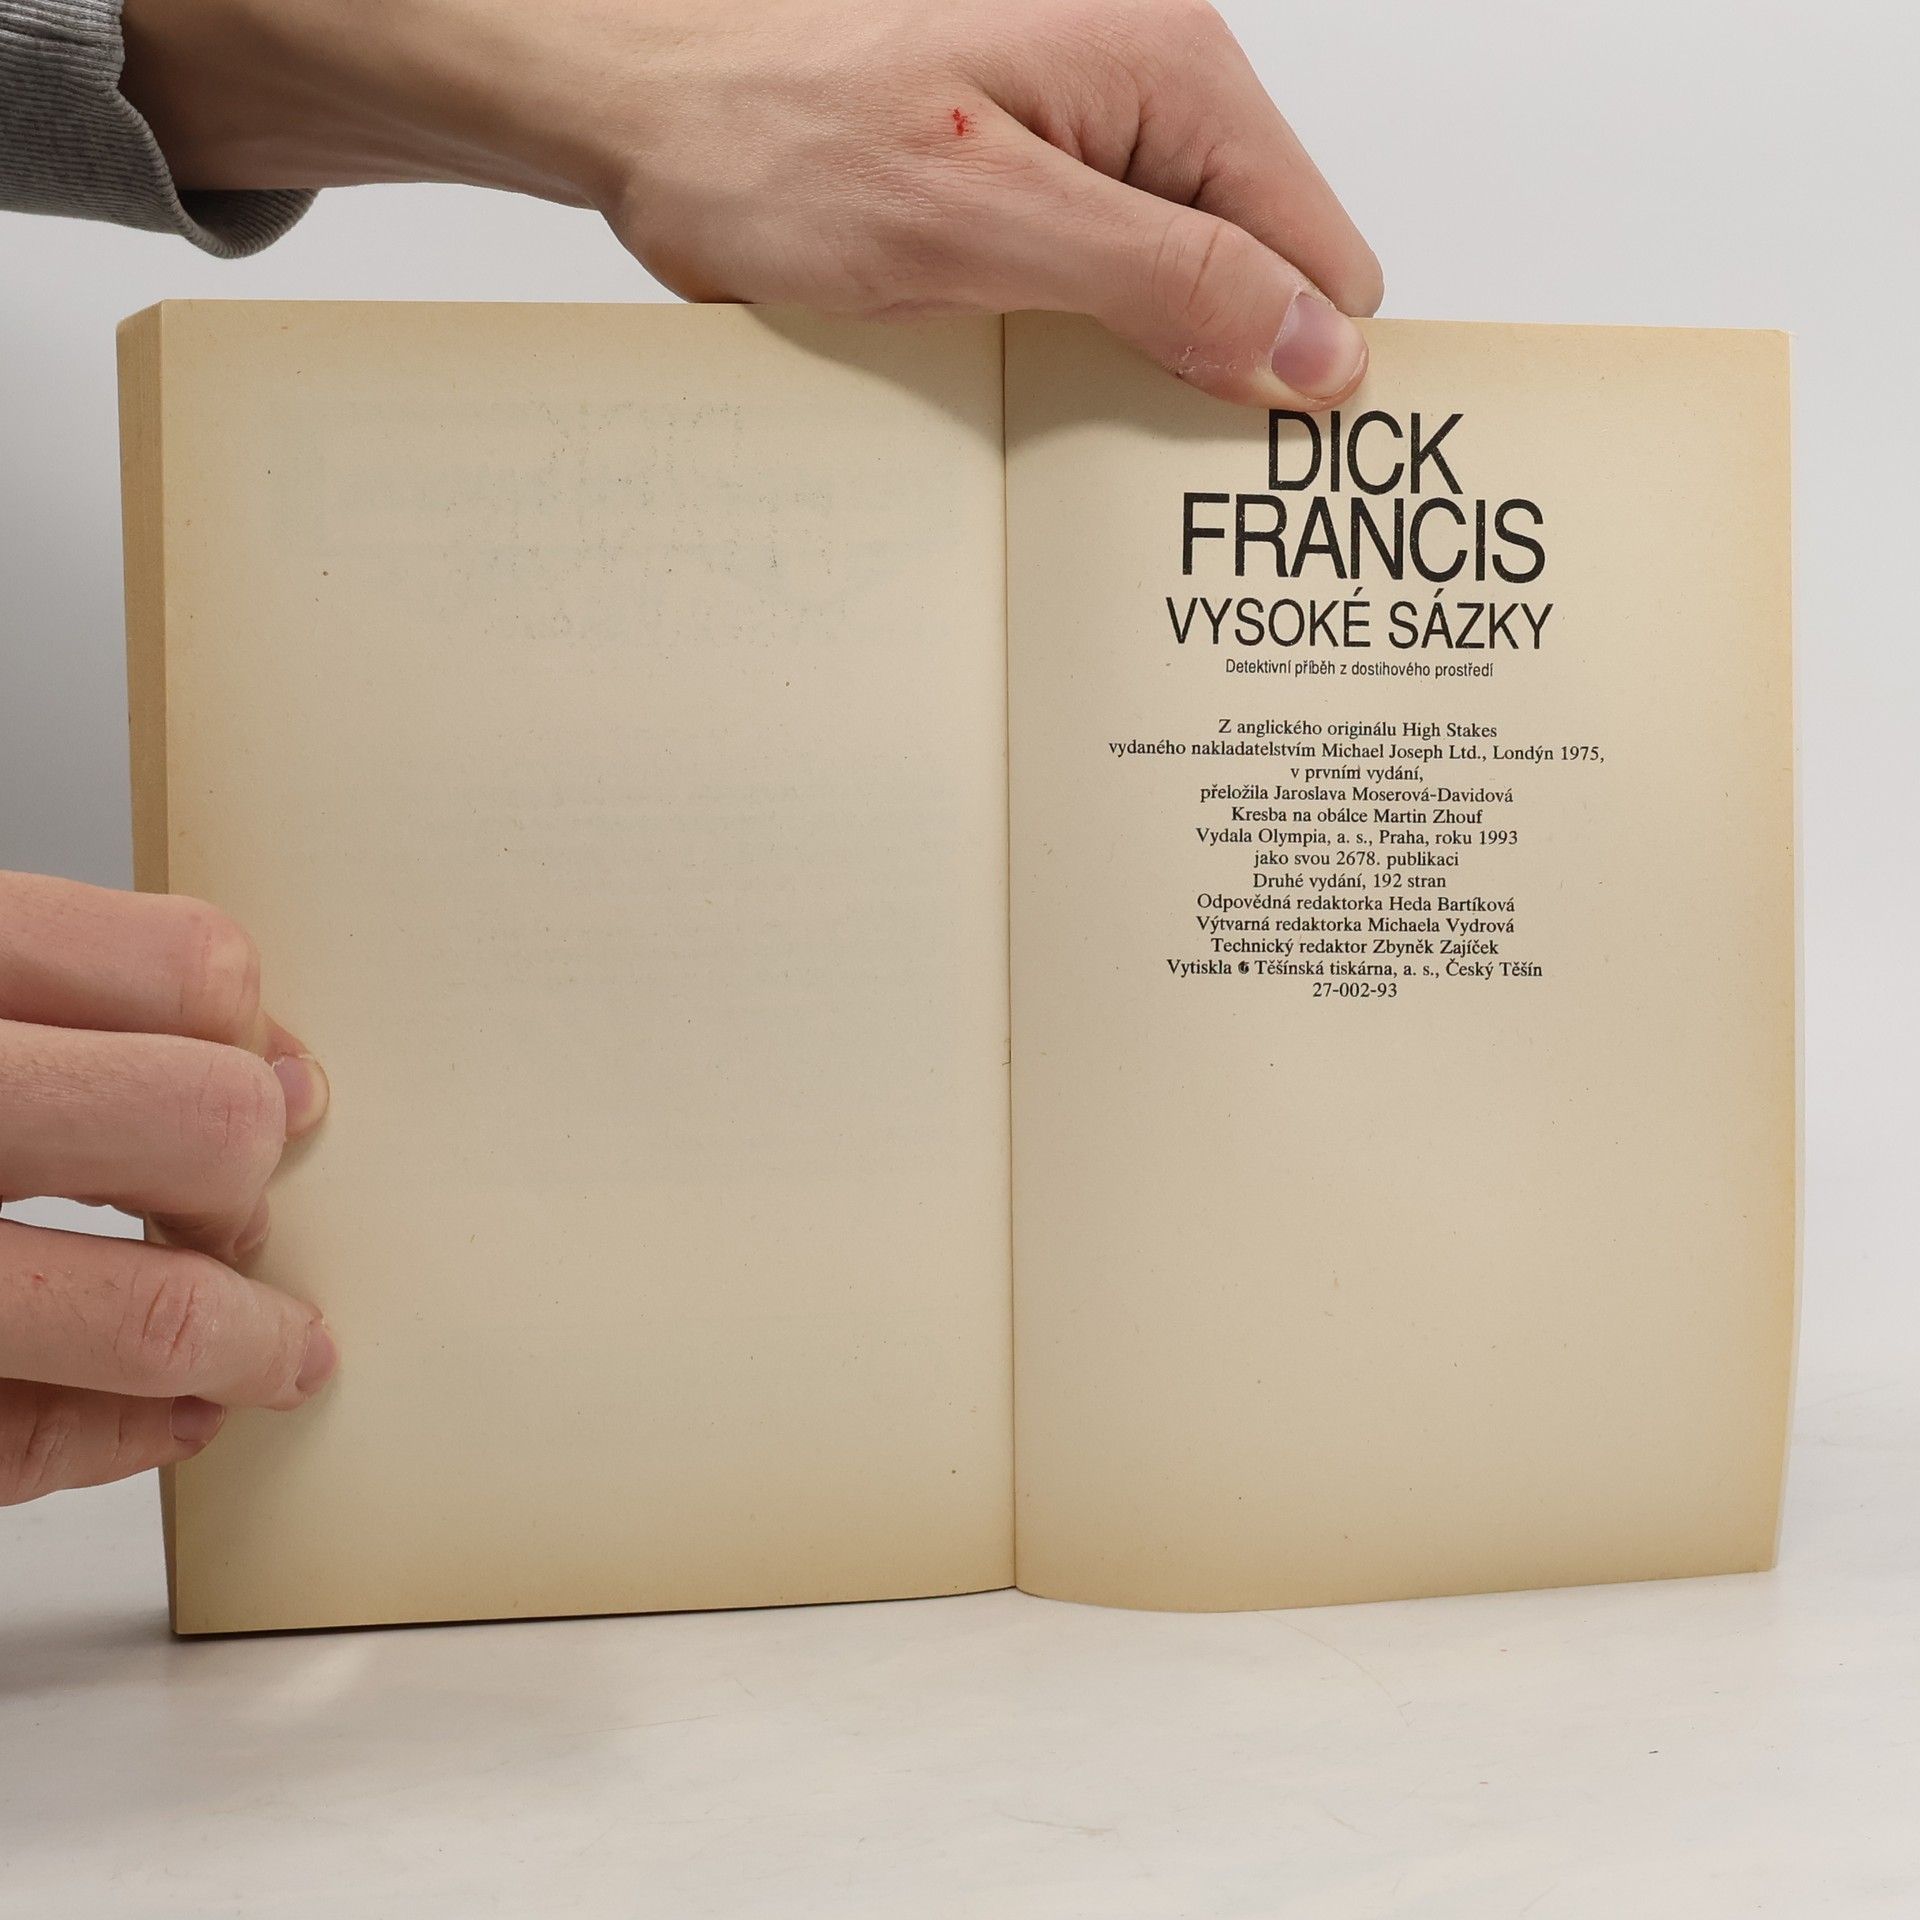 DICK
FRANCIS
VYSOKÉ SÁZKY
Detektivní příběh z dostihového prostředí
Z anglického originálu High Stakes
vydaného nakladatelstvím Michael Joseph Ltd., Londýn 1975,
v prvním vydání,
přeložila Jaroslava Moserová-Davidová
Kresba na obálce Martin Zhouf
Vydala Olympia, a. s., Praha, roku 1993
jako svou 2678. publikaci
Druhé vydání, 192 stran
Odpovědná redaktorka Heda Bartíková
Výtvarná redaktorka Michaela Vydrová
Technický redaktor Zbyněk Zajíček
Vytiskla Těšínská tiskárna, a. s., Český Těšín
27-002-93